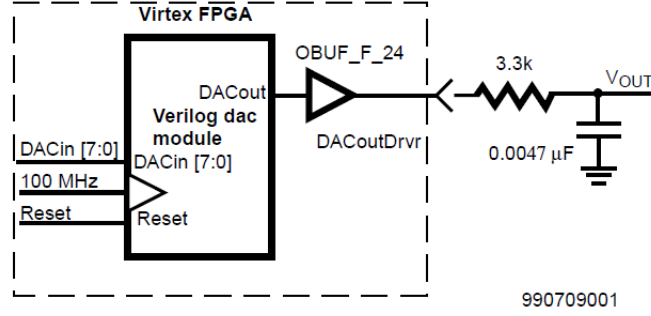 Virtex FPGA
OBUF_F_24
3.3k
VOUT
DACout
Verilog dac
module
DACoutDrvr
0.0047 µF
DACin [7:0]
DACin [7:0]
100 MHz
Reset
Reset
990709001